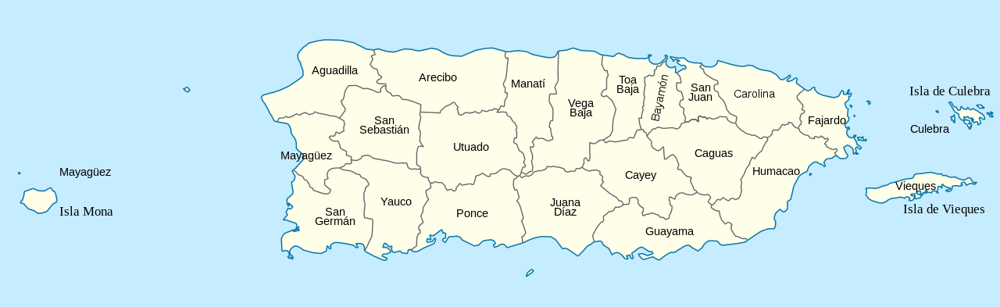 Aguadilla
Arecibo
Manatí
Toa
Baja
Bayamón
San
Juan
Carolina
Isla de Culebra
Vega
Baja
San
Sebastián
Fajardo
Culebra
Utuado
Mayagüez
Caguas
Mayagüez
Cayey
Humacao
Vieques
Isla Mona
San
Germán
Yauco
Ponce
Juana
Díaz
Isla de Vieques
Guayama